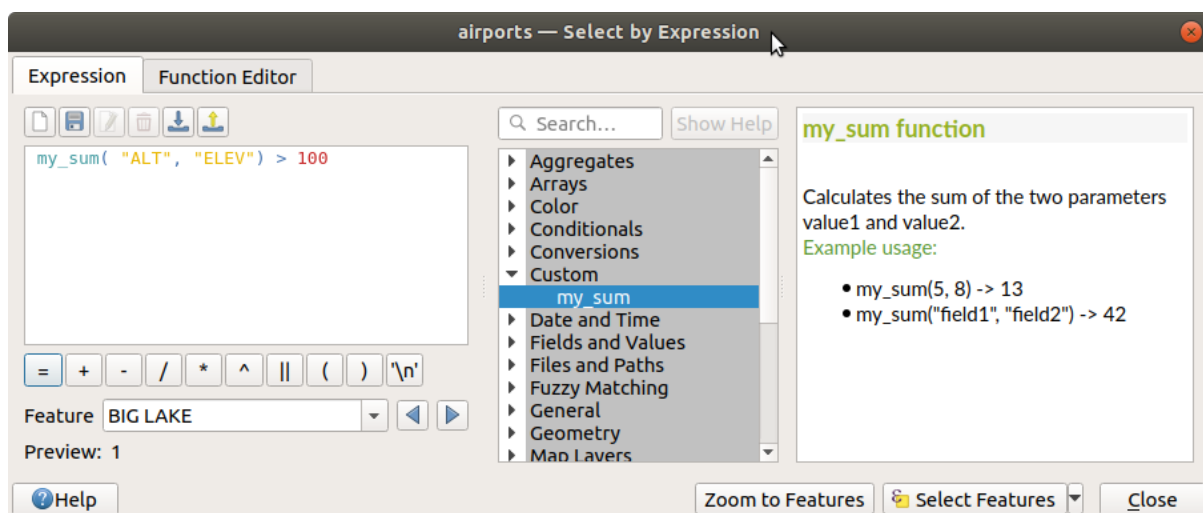 airports — Select by Expression
Expression
Function Editor
my_sum( "ALT", "ELEV") > 100
= + - / * ^ || ( ) '\n'
Feature BIG LAKE
Preview: 1
Search...
Show Help
Aggregates
Arrays
Color
Conditionals
Conversions
Custom
my_sum
Date and Time
Fields and Values
Files and Paths
Fuzzy Matching
General
Geometry
Map Layers
my_sum function
Calculates the sum of the two parameters
value1 and value2.
Example usage:
• my_sum(5, 8) -> 13
• my_sum("field1", "field2") -> 42
Help
Zoom to Features
Select Features
Close